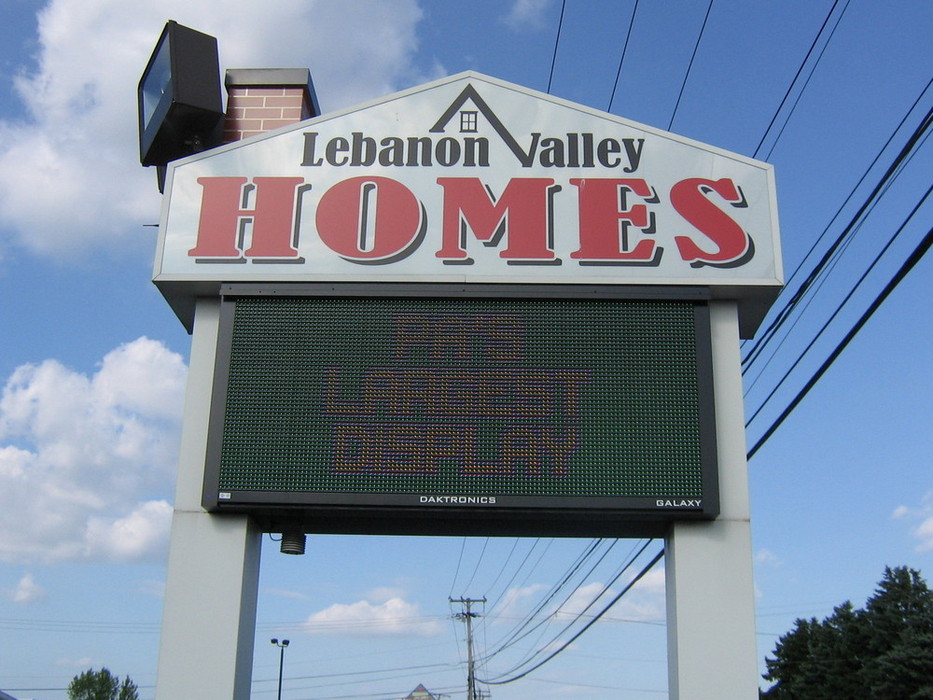 Lebanon Valley
HOMES
PA'S
LARGEST
DISPLAY
DAKTRONICS
GALAXY